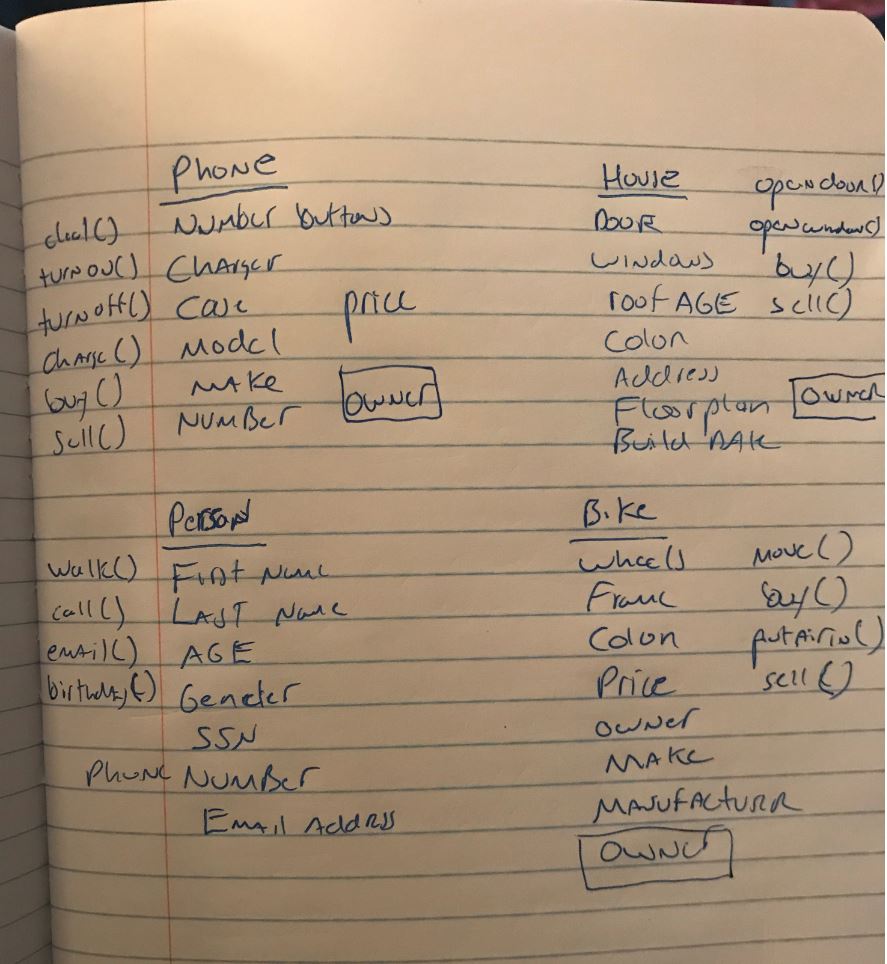 Phone
dial() Number buttons
turnon() Charger
turnoff() Case price
charge() Model
buy() Make OWNER
sell() Number
House opendoor()
Door openwindow()
windows buy()
roof AGE sell()
Color
Address
Floorplan OWNER
Build DAte
Person
walk() First Name
call() LAST Name
email() AGE
birthday() Gender
SSN
Phone Number
Email Address
Bike
wheels move()
Frame buy()
Color putairin()
Price sell()
owner
MAKe
MANUFACTURR
OWNER